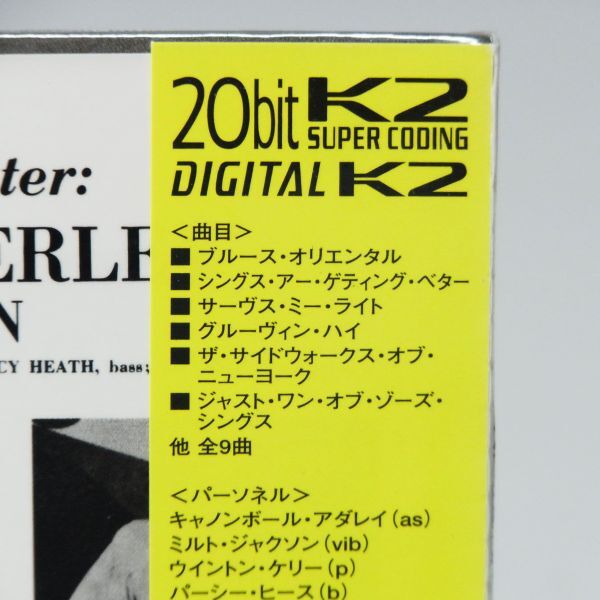 20bit K2
SUPER CODING
DIGITAL K2
<曲目>
■ ブルース・オリエンタル
■ シングス・アー・ゲティング・ベター
■ サーヴス・ミー・ライト
■ グルーヴィン・ハイ
■ ザ・サイドウォークス・オブ・
ニューヨーク
■ ジャスト・ワン・オブ・ゾーズ・
シングス
他 全9曲
<パーソネル>
キャノンボール・アダレイ(as)
ミルト・ジャクソン(vib)
ウイントン・ケリー(p)
パーシー・ヒース(b)
ter:
ERLE
N
CY HEATH, bass;